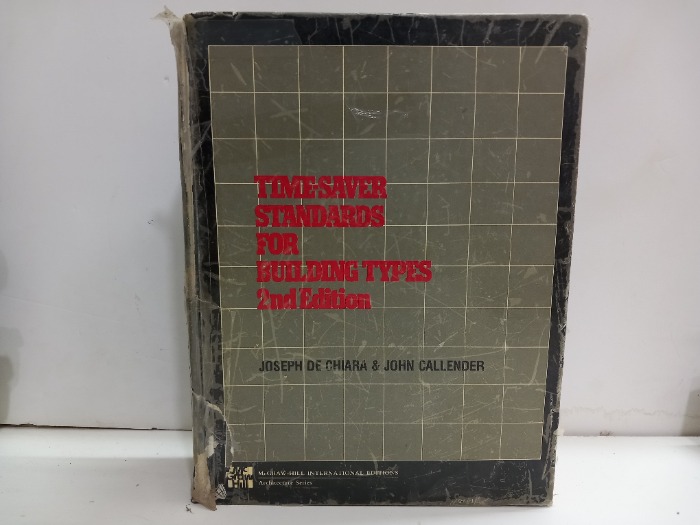 TIME-SAVER
STANDARDS
FOR
BUILDING TYPES
2nd Edition
JOSEPH DE CHIARA & JOHN CALLENDER
McGRAW-HILL INTERNATIONAL EDITIONS
Architecture Series